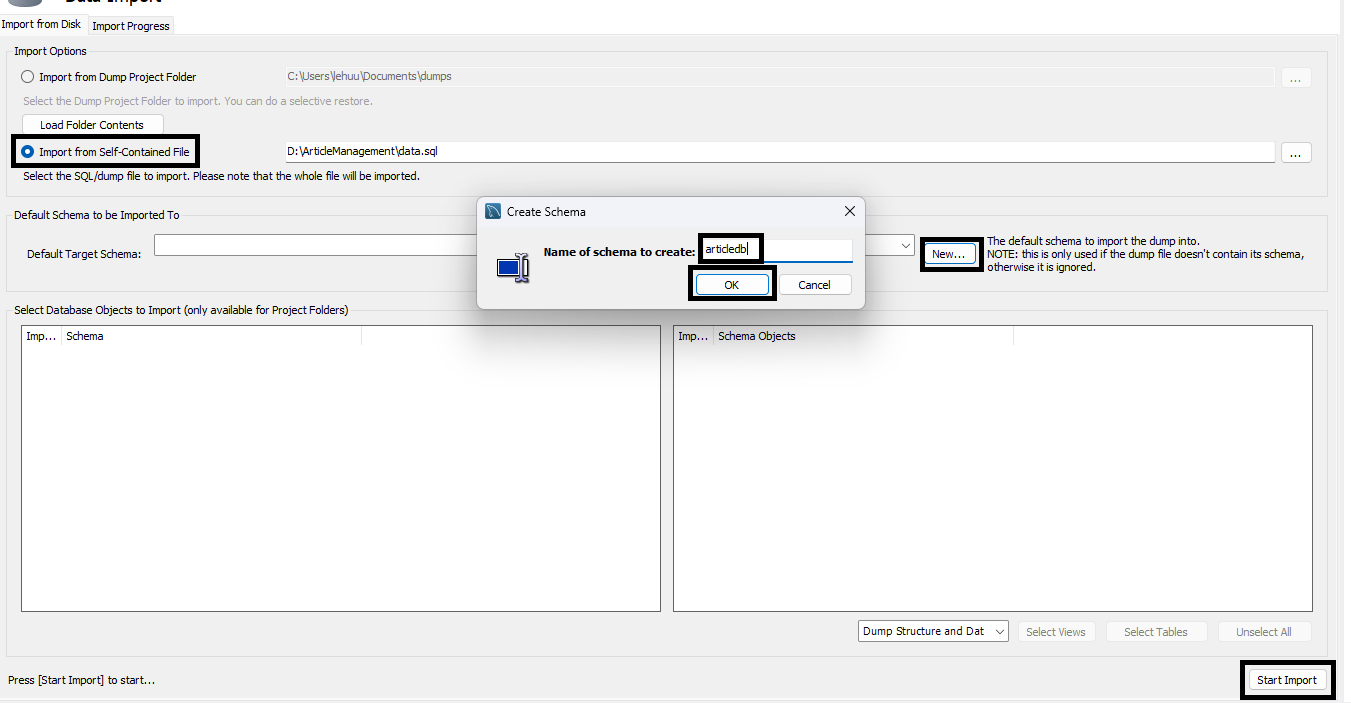 Data Import
Import from Disk
Import Progress
Import Options
Import from Dump Project Folder
C:\Users\lehuu\Documents\dumps
...
Select the Dump Project Folder to import. You can do a selective restore.
Load Folder Contents
Import from Self-Contained File
D:\ArticleManagement\data.sql
...
Select the SQL/dump file to import. Please note that the whole file will be imported.
Create Schema
Name of schema to create:
articledb
OK
Cancel
Default Schema to be Imported To
Default Target Schema:
New...
The default schema to import the dump into.
NOTE: this is only used if the dump file doesn't contain its schema,
otherwise it is ignored.
Select Database Objects to Import (only available for Project Folders)
Imp...
Schema
Imp...
Schema Objects
Dump Structure and Dat
Select Views
Select Tables
Unselect All
Press [Start Import] to start...
Start Import